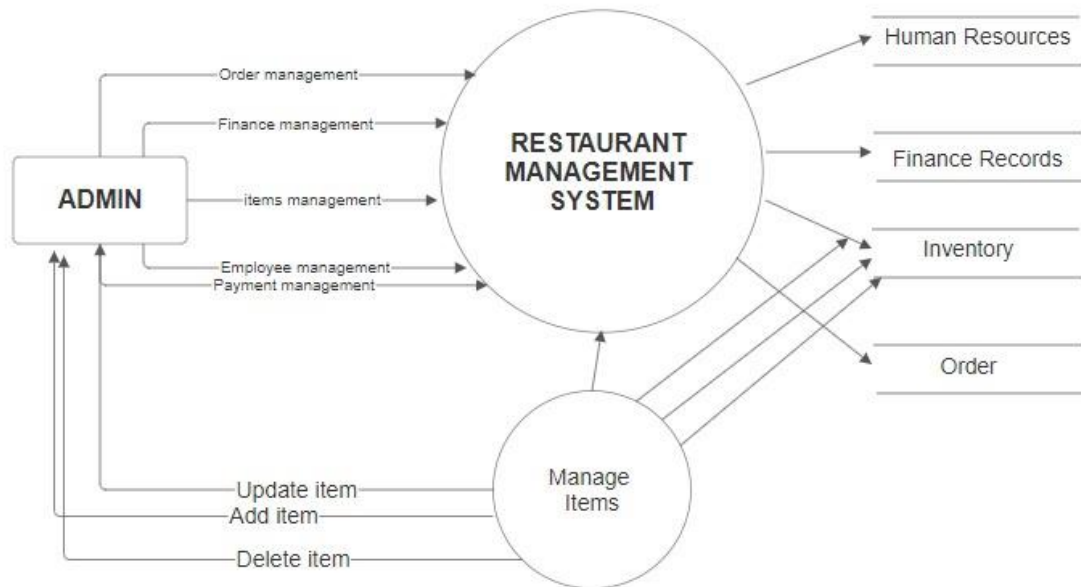 Human Resources
Order management
Finance management
RESTAURANT
MANAGEMENT
SYSTEM
Finance Records
ADMIN
items management
Inventory
Employee management
Payment management
Order
Manage
Items
Update item
Add item
Delete item